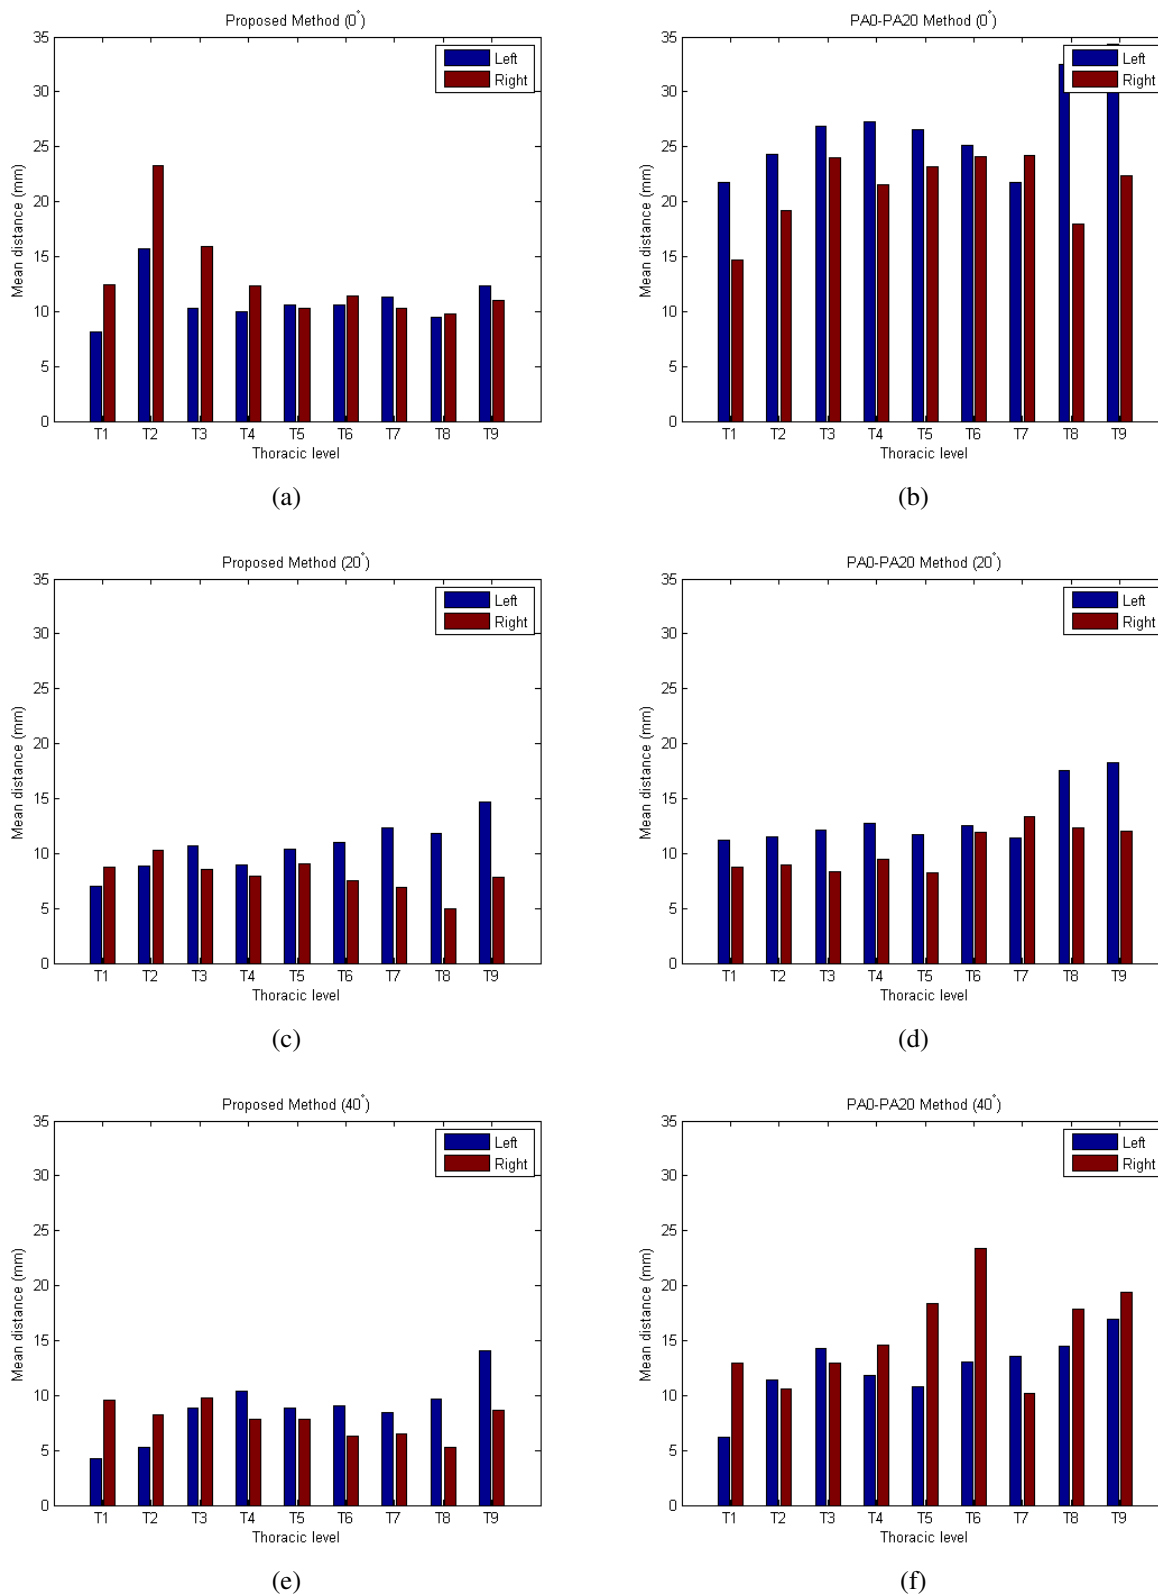 Proposed Method (0°)
35
30
25
20
15
10
5
0
Mean distance (mm)
Left
Right
T1 T2 T3 T4 T5 T6 T7 T8 T9
Thoracic level
(a)
PA0-PA20 Method (0°)
35
30
25
20
15
10
5
0
Mean distance (mm)
Left
Right
T1 T2 T3 T4 T5 T6 T7 T8 T9
Thoracic level
(b)
Proposed Method (20°)
35
30
25
20
15
10
5
0
Mean distance (mm)
Left
Right
T1 T2 T3 T4 T5 T6 T7 T8 T9
Thoracic level
(c)
PA0-PA20 Method (20°)
35
30
25
20
15
10
5
0
Mean distance (mm)
Left
Right
T1 T2 T3 T4 T5 T6 T7 T8 T9
Thoracic level
(d)
Proposed Method (40°)
35
30
25
20
15
10
5
0
Mean distance (mm)
Left
Right
T1 T2 T3 T4 T5 T6 T7 T8 T9
Thoracic level
(e)
PA0-PA20 Method (40°)
35
30
25
20
15
10
5
0
Mean distance (mm)
Left
Right
T1 T2 T3 T4 T5 T6 T7 T8 T9
Thoracic level
(f)